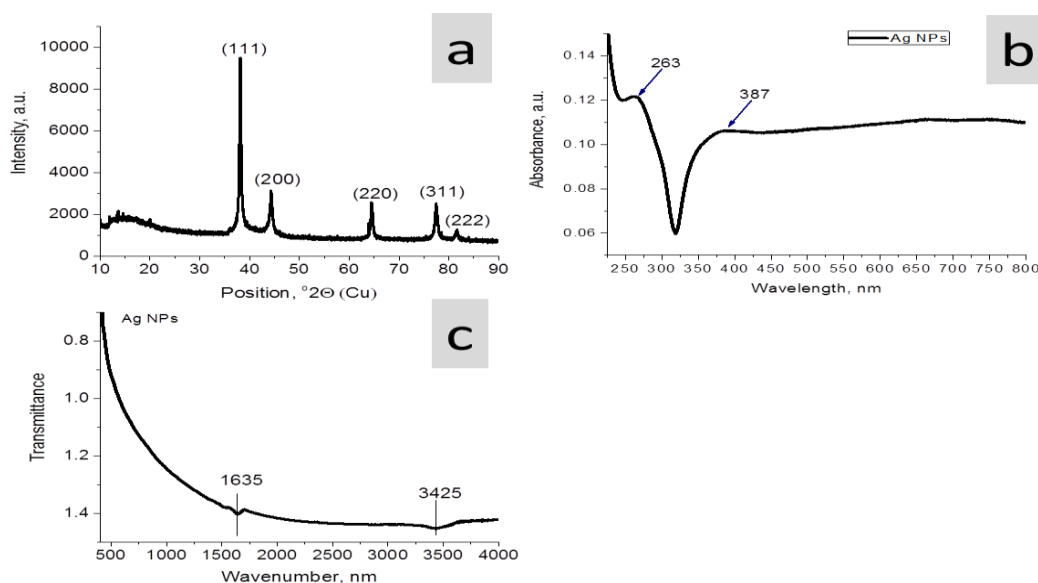 a
Intensity, a.u.
10000
8000
6000
4000
2000
0
(111)
(200)
(220)
(311)
(222)
10 20 30 40 50 60 70 80 90
Position, °2Θ (Cu)
b
Ag NPs
Absorbance, a.u.
0.14
0.12
0.10
0.08
0.06
263
387
250 300 350 400 450 500 550 600 650 700 750 800
Wavelength, nm
c
Ag NPs
Transmittance
0.8
1.0
1.2
1.4
1635
3425
500 1000 1500 2000 2500 3000 3500 4000
Wavenumber, nm